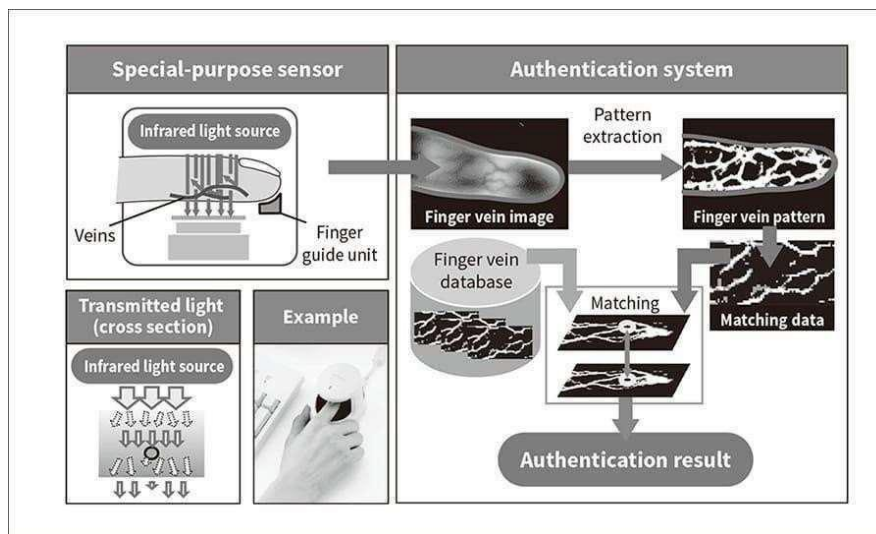 Special-purpose sensor
Infrared light source
Veins
Finger
guide unit
Transmitted light
(cross section)
Infrared light source
Example
Authentication system
Pattern
extraction
Finger vein image
Finger vein pattern
Finger vein
database
Matching
Matching data
Authentication result